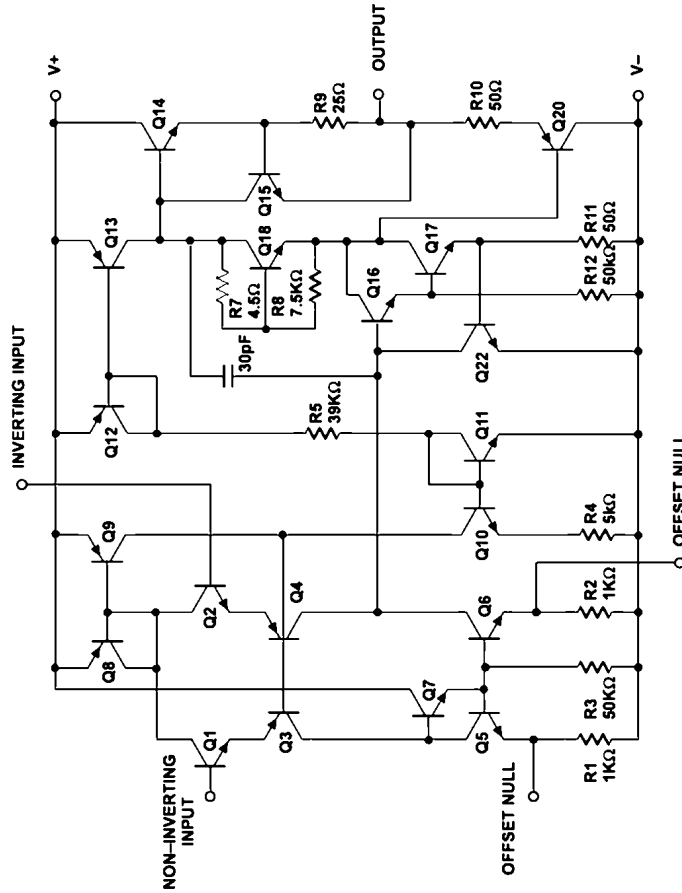 INVERTING INPUT
V+
Q12
Q13
Q14
Q8
Q9
Q15
R9
25Ω
OUTPUT
NON–INVERTING
INPUT
Q1
Q2
R5
39KΩ
30pF
R7
4.5Ω
Q18
R8
7.5KΩ
R10
50Ω
Q3
Q4
Q16
Q17
Q20
Q7
Q5
Q6
Q10
Q11
Q22
R1
1KΩ
R3
50KΩ
R2
1KΩ
R4
5kΩ
R12
50kΩ
R11
50Ω
V–
OFFSET NULL
OFFSET NULL